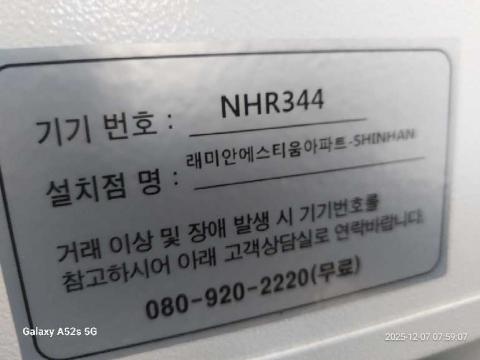 기기 번호 : NHR344
설치점 명 : 래미안에스티움아파트-SHINHAN
거래 이상 및 장애 발생 시 기기번호를
참고하시어 아래 고객상담실로 연락바랍니다.
080-920-2220(무료)
Galaxy A52s 5G
2025-12-07 07:59:07